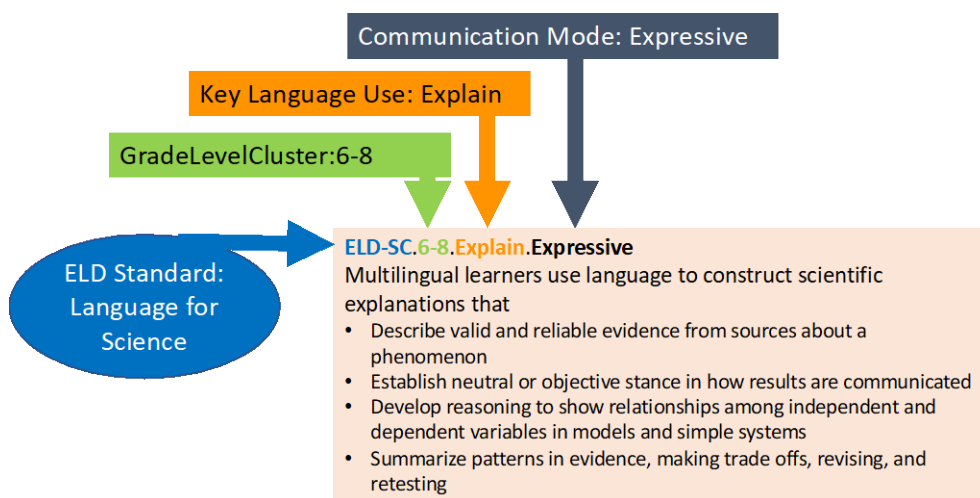 Communication Mode: Expressive
Key Language Use: Explain
GradeLevelCluster:6-8
ELD Standard:
Language for
Science
ELD-SC.6-8.Explain.Expressive
Multilingual learners use language to construct scientific
explanations that
• Describe valid and reliable evidence from sources about a
phenomenon
• Establish neutral or objective stance in how results are communicated
• Develop reasoning to show relationships among independent and
dependent variables in models and simple systems
• Summarize patterns in evidence, making trade offs, revising, and
retesting